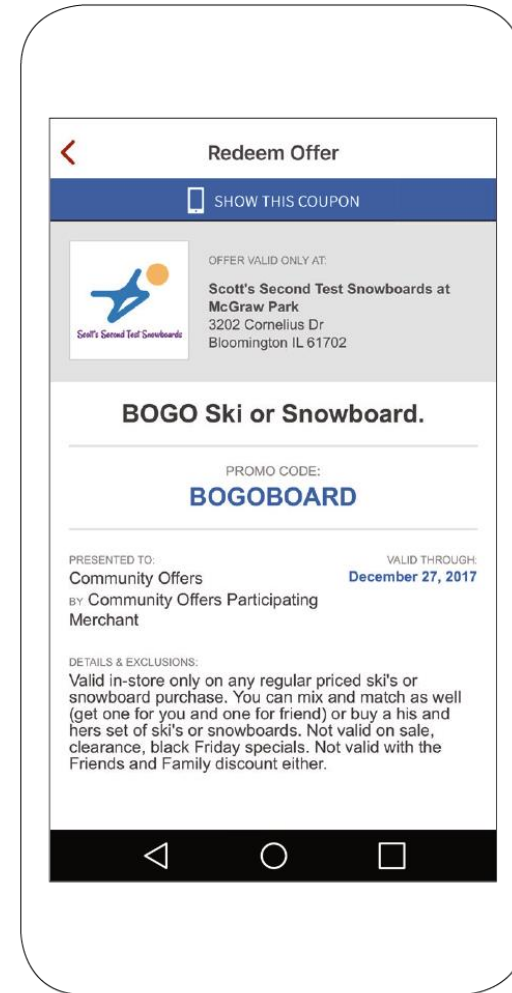 Redeem Offer
SHOW THIS COUPON
OFFER VALID ONLY AT:
Scott's Second Test Snowboards at
McGraw Park
3202 Cornelius Dr
Bloomington IL 61702
Scott's Second Test Snowboards
BOGO Ski or Snowboard.
PROMO CODE:
BOGOBOARD
PRESENTED TO:
Community Offers
BY Community Offers Participating
Merchant
VALID THROUGH:
December 27, 2017
DETAILS & EXCLUSIONS:
Valid in-store only on any regular priced ski's or
snowboard purchase. You can mix and match as well
(get one for you and one for friend) or buy a his and
hers set of ski's or snowboards. Not valid on sale,
clearance, black Friday specials. Not valid with the
Friends and Family discount either.